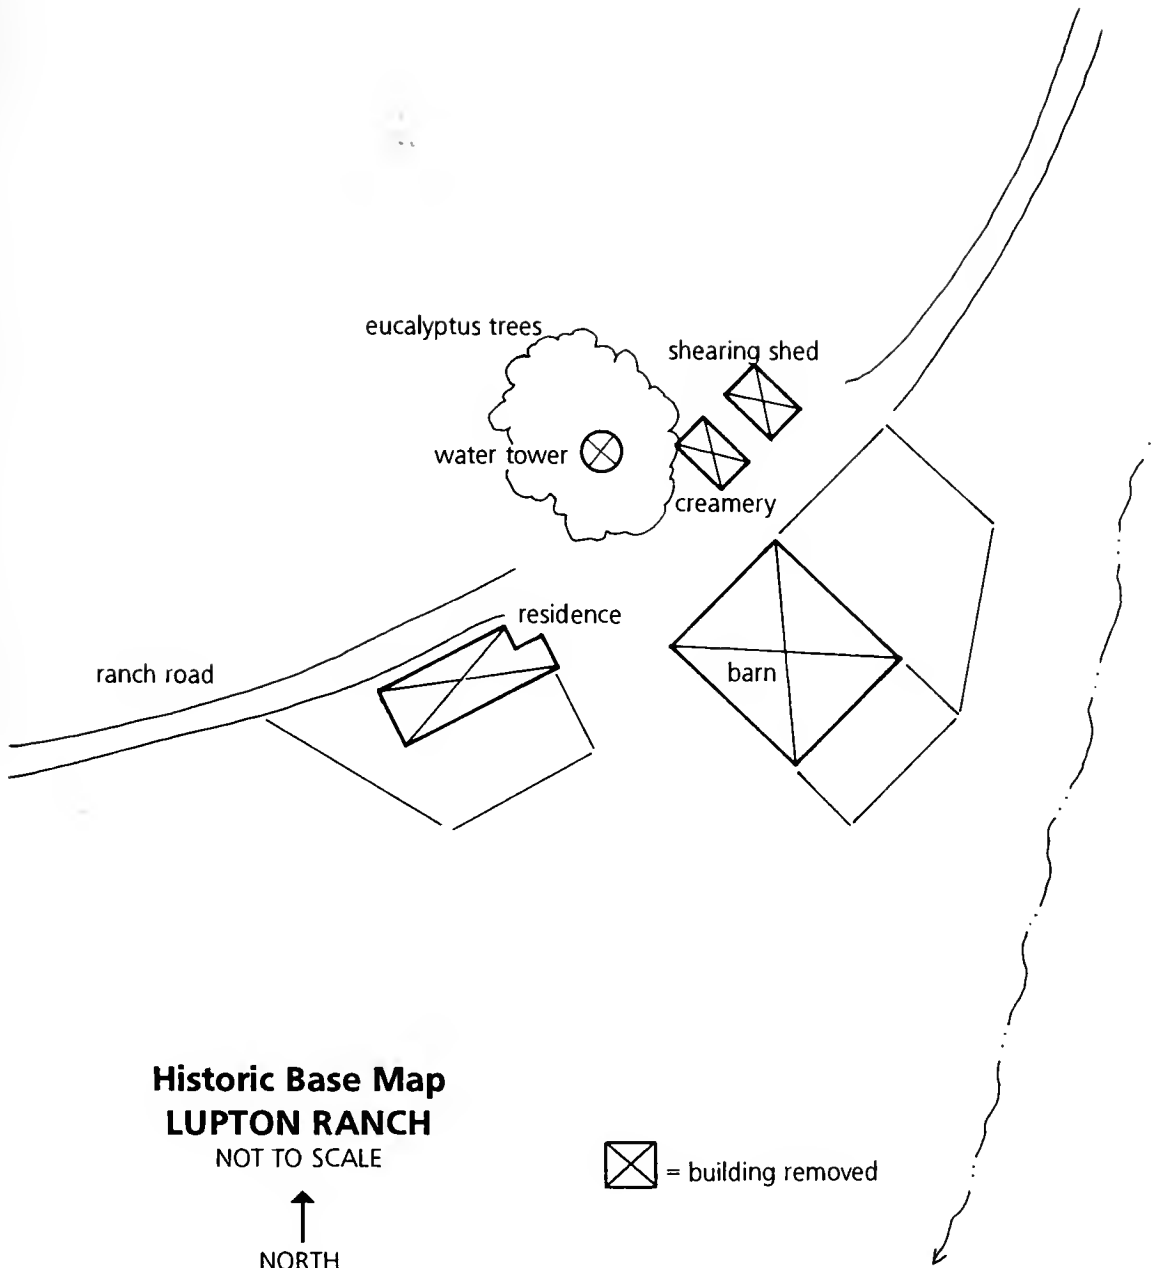 eucalyptus trees
shearing shed
water tower
creamery
residence
ranch road
barn
Historic Base Map
LUPTON RANCH
NOT TO SCALE
= building removed
NORTH